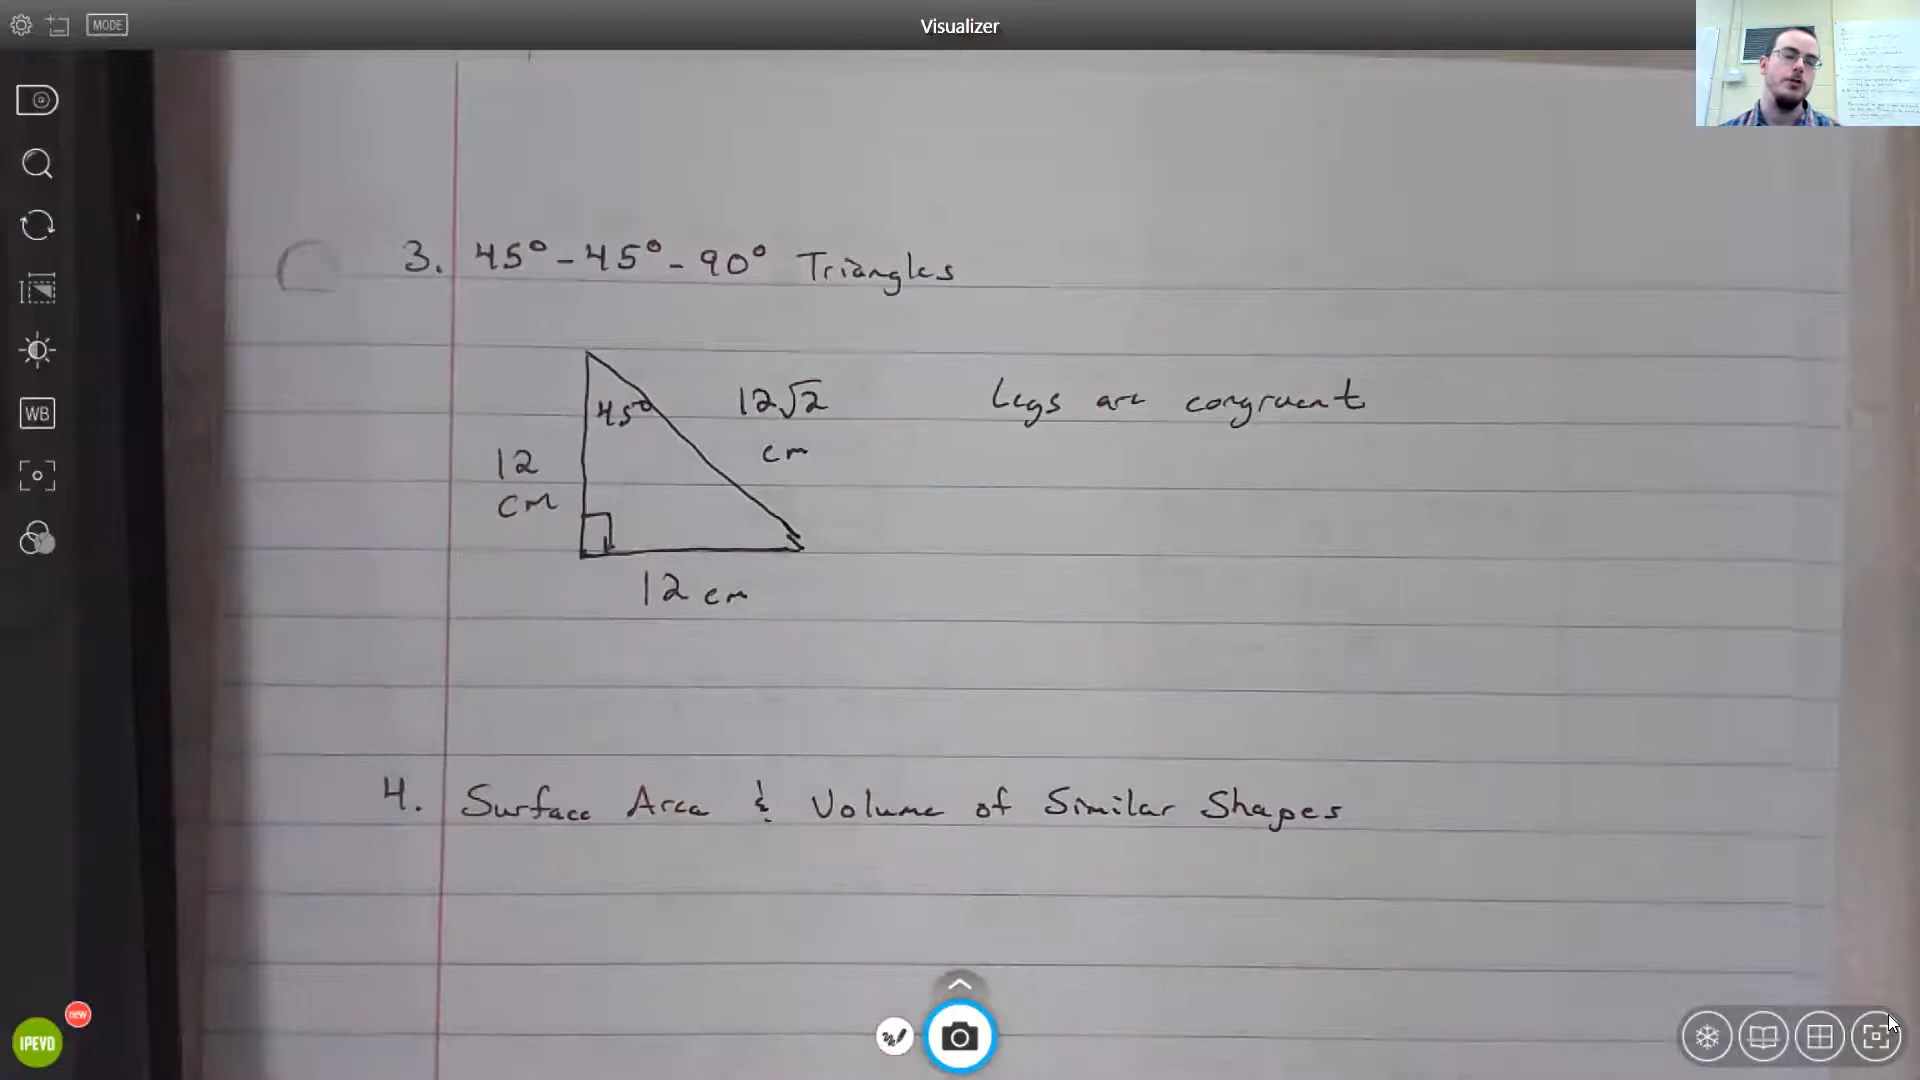 MODE
Visualizer
3. 45° - 45° - 90° Triangles
45°
12√2
cm
Legs are congruent
12
cm
12 cm
4. Surface Area & Volume of Similar Shapes
WB
new
IPEVO